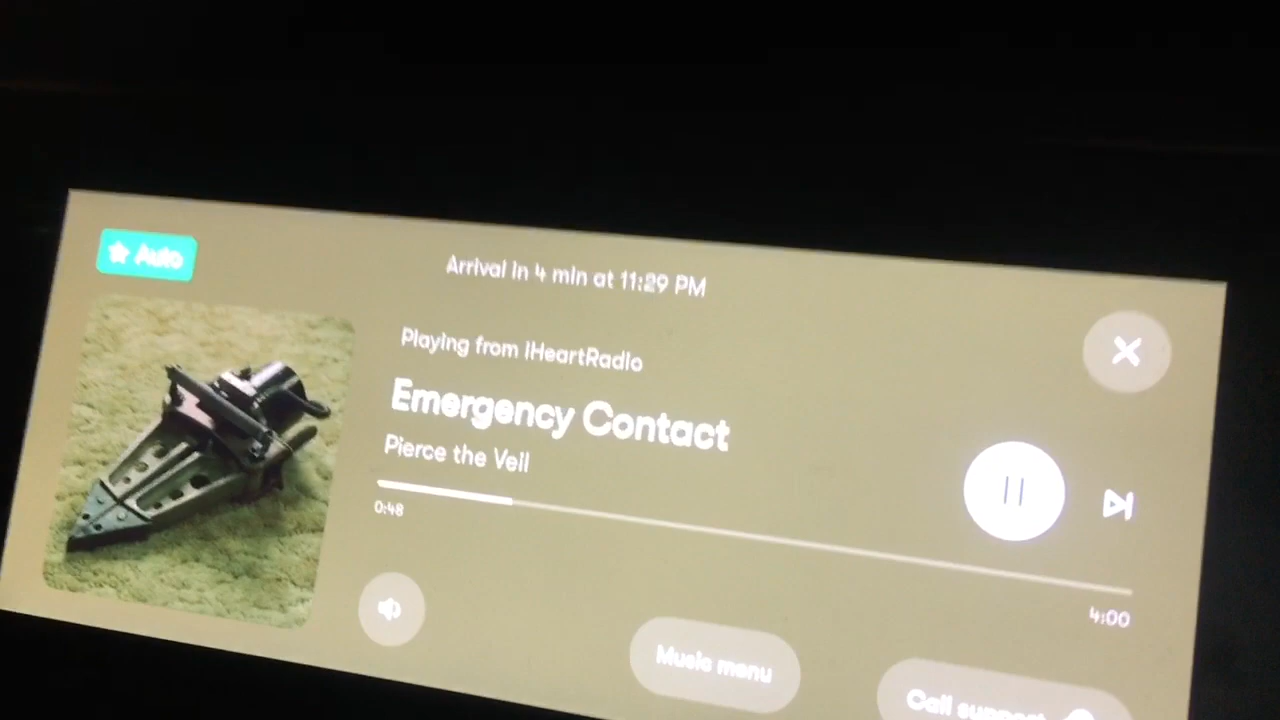 Auto
Arrival in 4 min at 11:29 PM
Playing from iHeartRadio
Emergency Contact
Pierce the Veil
0:48
4:00
Music menu
Call support